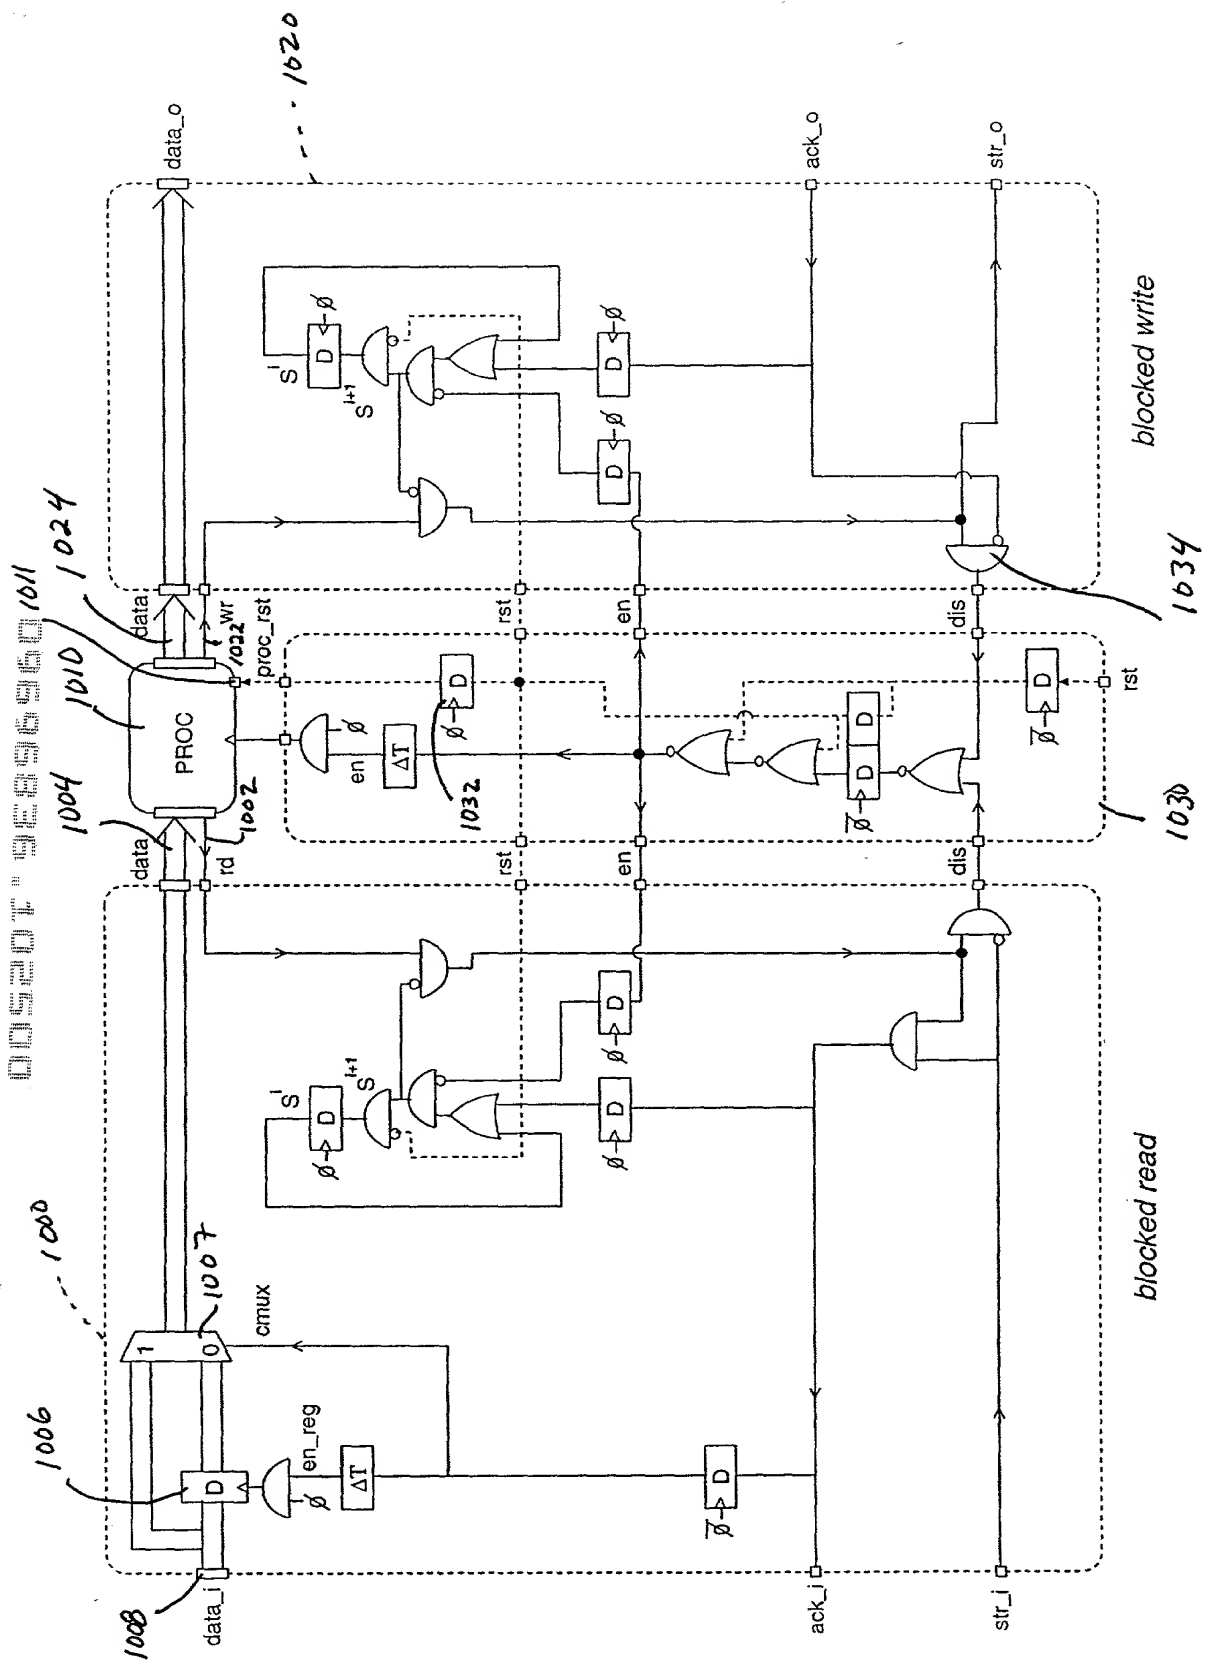 1000
1006
1008
data_i
D
1
0
1007
cmux
en_reg
ΔT
ø
ø̅
D
ack_i
str_i
blocked read
S^i
D
ø
S^i+1
ø
D
ø
D
data
1004
rd
1002
rst
en
dis
1010
PROC
1011
proc_rst
en
ø
ΔT
1032
ø
D
ø̅
D
D
ø̅
D
rst
1030
data
1024
wr
1022
rst
en
dis
1034
S^i
D
ø
S^i+1
D
ø
D
ø
blocked write
1020
data_o
ack_o
str_o